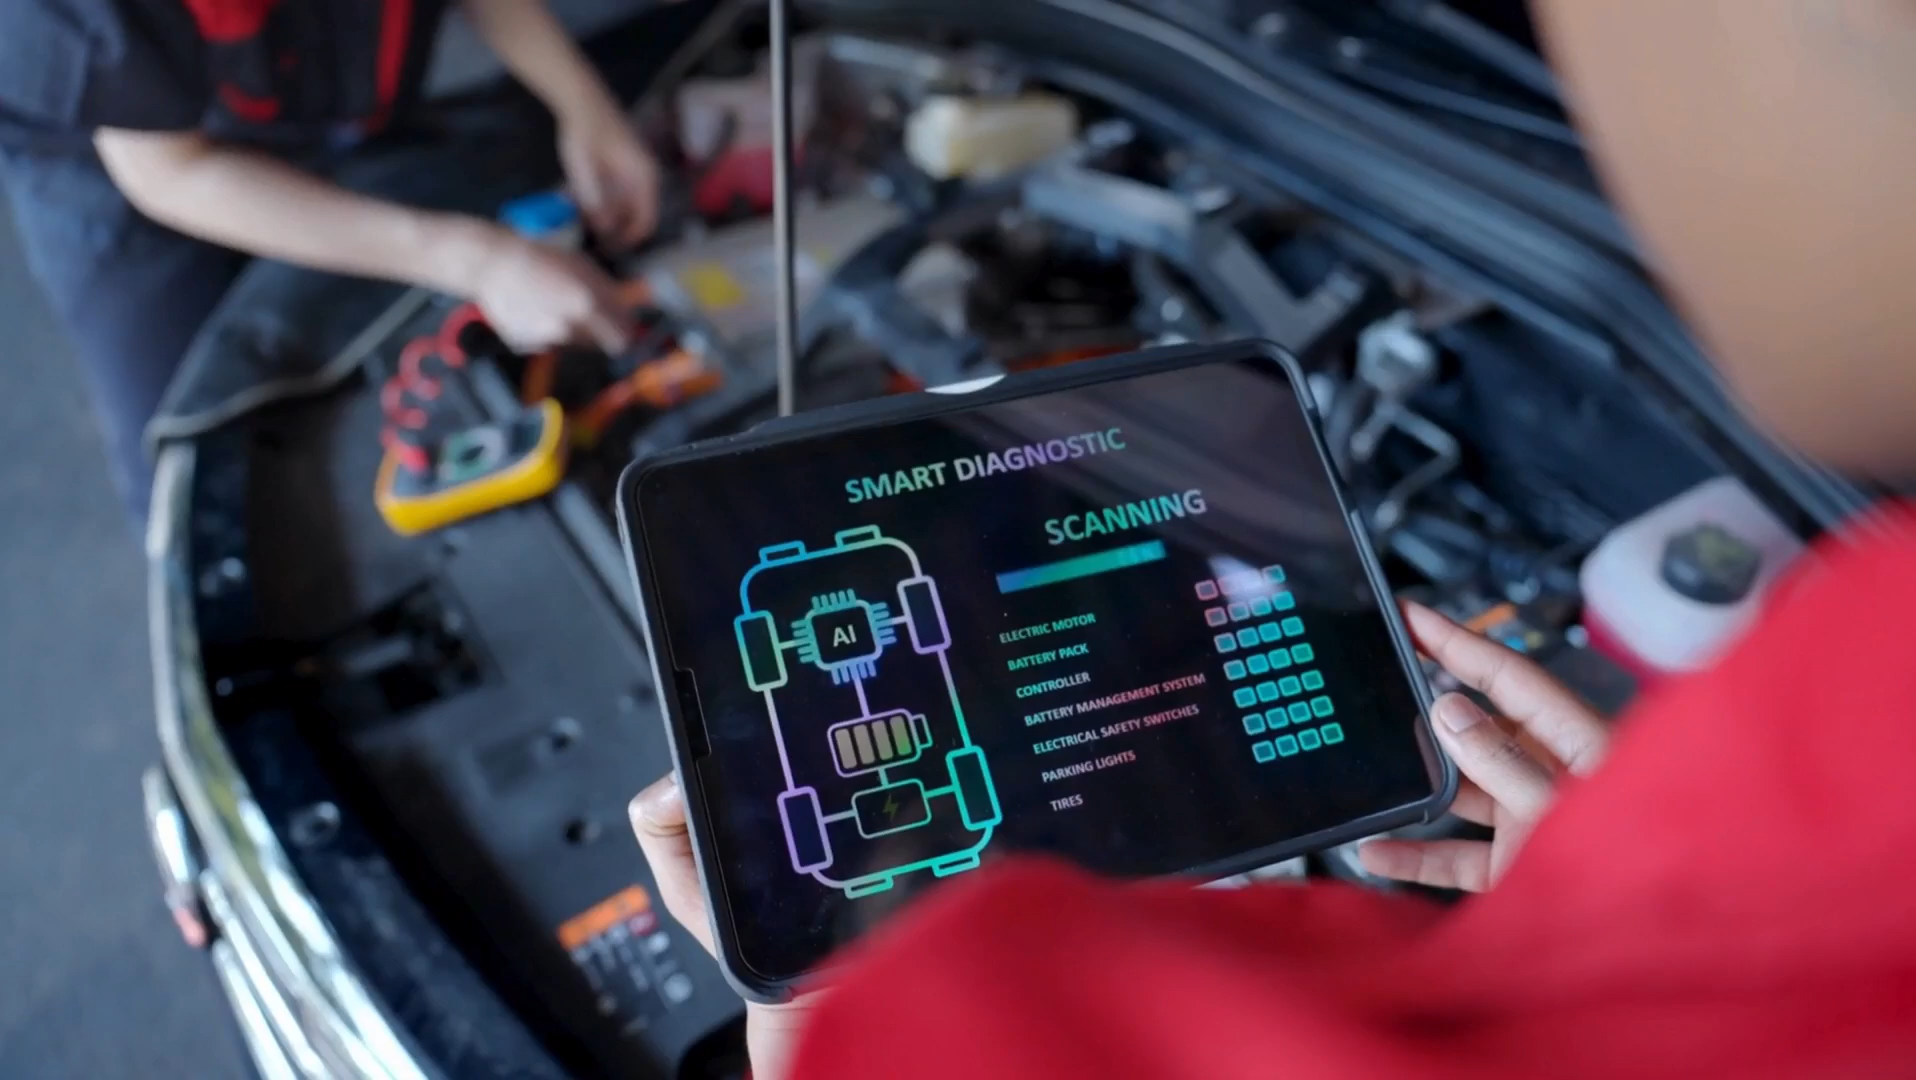 SMART DIAGNOSTIC
SCANNING
AI
ELECTRIC MOTOR
BATTERY PACK
CONTROLLER
BATTERY MANAGEMENT SYSTEM
ELECTRICAL SAFETY SWITCHES
PARKING LIGHTS
TIRES